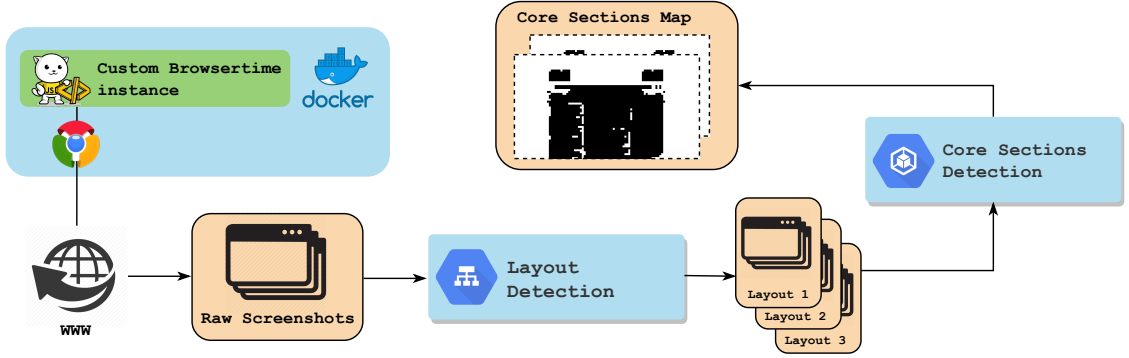 Core Sections Map
Custom Browsertime
instance
JS
</>
docker
Core Sections
Detection
Layout
Detection
Layout 1
Layout 2
Layout 3
Raw Screenshots
WWW